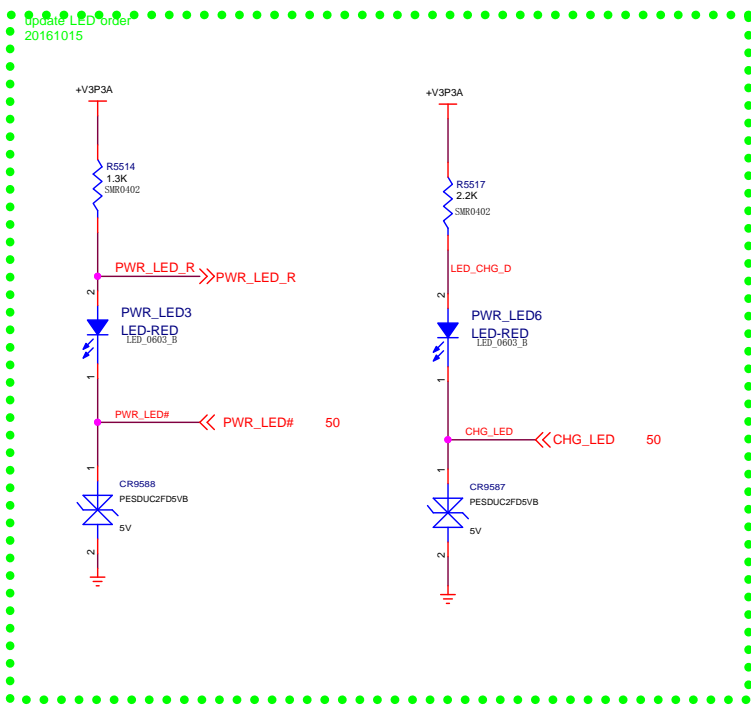 update LED order
20161015
+V3P3A
R5514
1.3K
SMR0402
PWR_LED_R
PWR_LED_R
2
PWR_LED3
LED-RED
LED_0603_B
1
PWR_LED#
PWR_LED# 50
1
CR9588
PESDUC2FD5VB
5V
2
+V3P3A
R5517
2.2K
SMR0402
LED_CHG_D
2
PWR_LED6
LED-RED
LED_0603_B
1
CHG_LED
CHG_LED 50
1
CR9587
PESDUC2FD5VB
5V
2